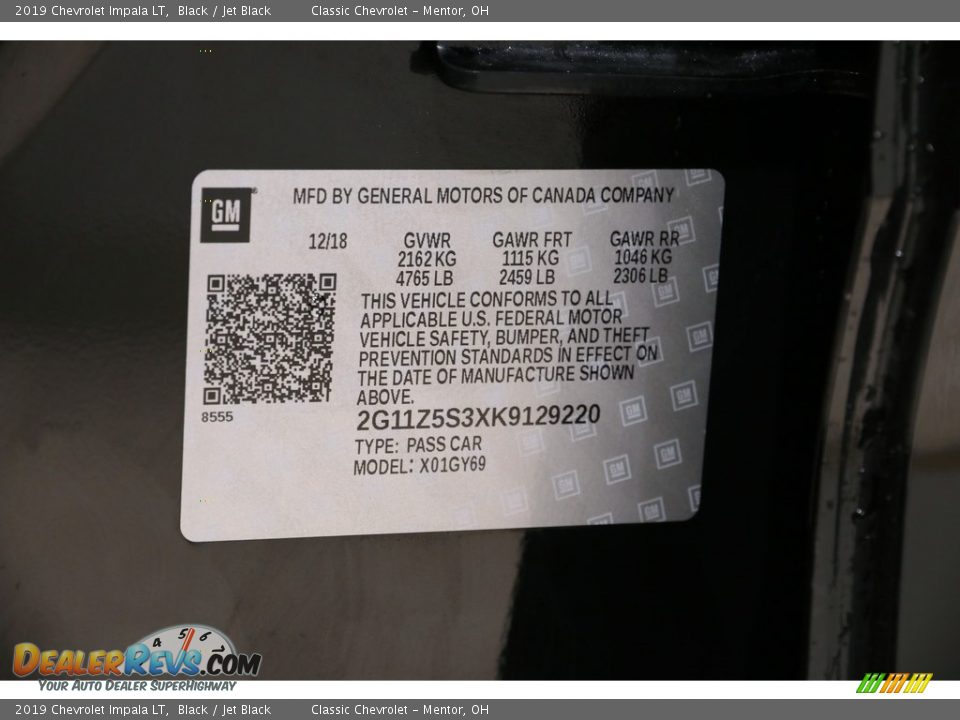 2019 Chevrolet Impala LT, Black / Jet Black Classic Chevrolet - Mentor, OH
GM
MFD BY GENERAL MOTORS OF CANADA COMPANY
12/18 GVWR GAWR FRT GAWR RR
2162 KG 1115 KG 1046 KG
4765 LB 2459 LB 2306 LB
THIS VEHICLE CONFORMS TO ALL
APPLICABLE U.S. FEDERAL MOTOR
VEHICLE SAFETY, BUMPER, AND THEFT
PREVENTION STANDARDS IN EFFECT ON
THE DATE OF MANUFACTURE SHOWN
ABOVE.
8555
2G11Z5S3XK9129220
TYPE: PASS CAR
MODEL: X01GY69
4 5 6
DEALERREVS.COM
YOUR AUTO DEALER SUPERHIGHWAY
2019 Chevrolet Impala LT, Black / Jet Black Classic Chevrolet - Mentor, OH